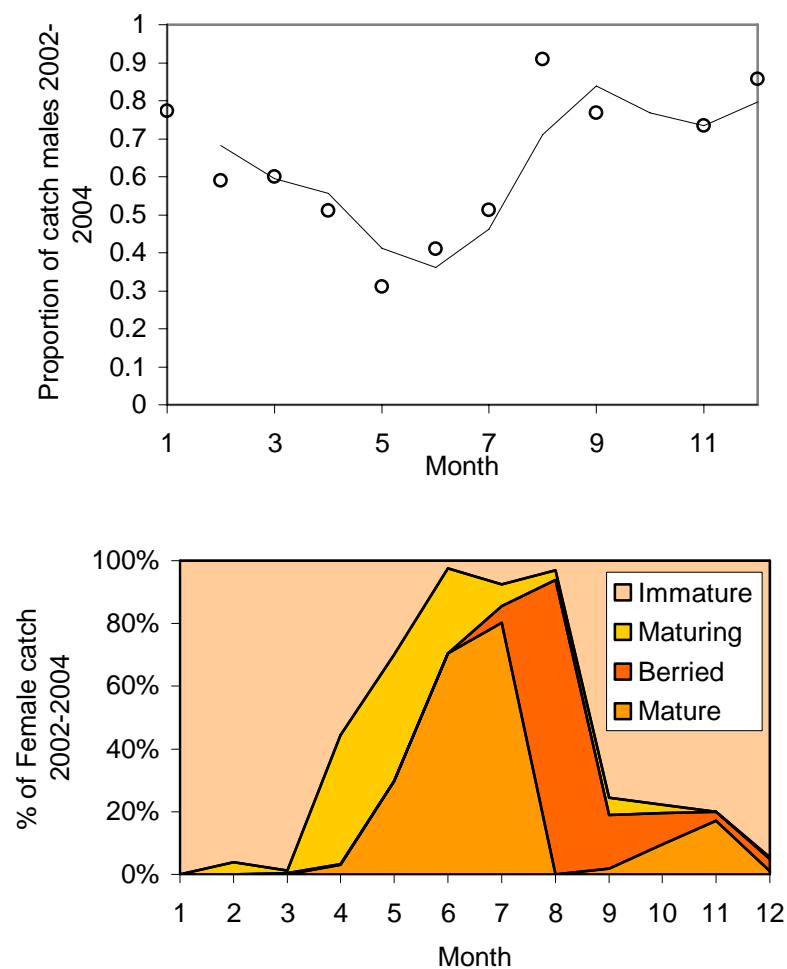 Proportion of catch males 2002-
2004
1
0.9
0.8
0.7
0.6
0.5
0.4
0.3
0.2
0.1
0
1 3 5 7 9 11
Month
% of Female catch
2002-2004
100%
80%
60%
40%
20%
0%
Immature
Maturing
Berried
Mature
1 2 3 4 5 6 7 8 9 10 11 12
Month